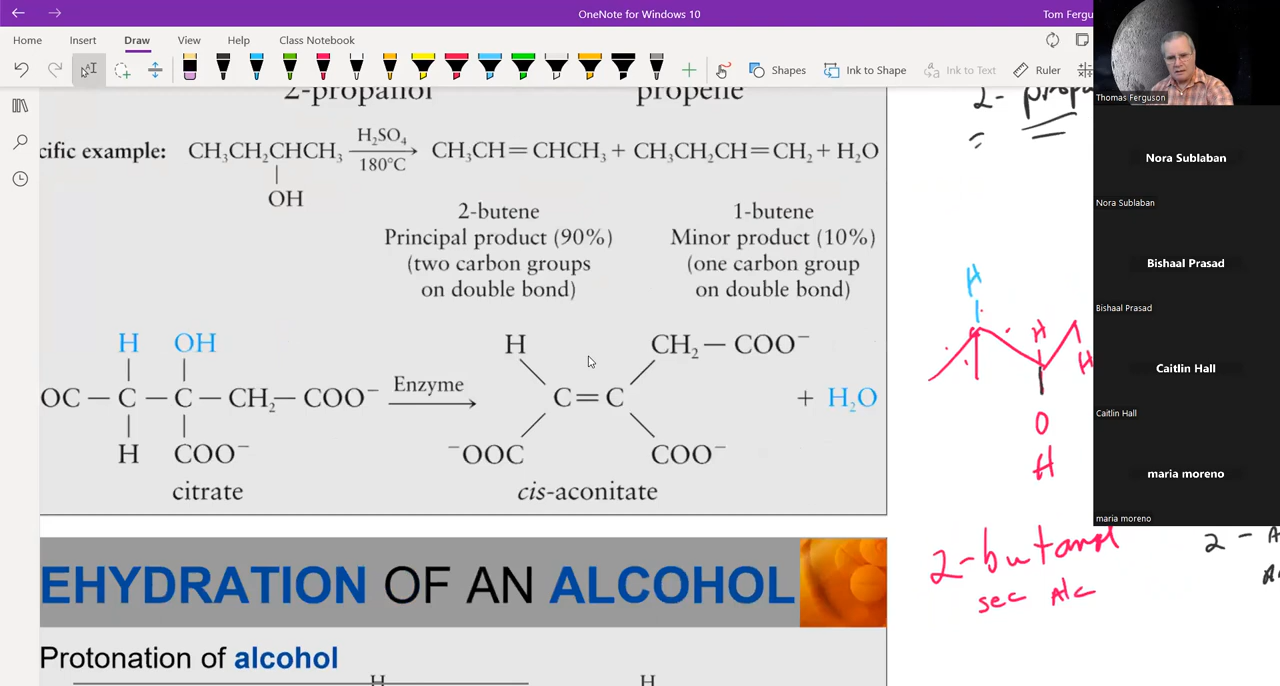 OneNote for Windows 10
Tom Fergu
Home Insert Draw View Help Class Notebook
Shapes Ink to Shape Ink to Text Ruler
2-propanol propene
cific example: CH₃CH₂CHCH₃ H₂SO₄ 180°C CH₃CH=CHCH₃ + CH₃CH₂CH=CH₂ + H₂O
OH
2-butene 1-butene
Principal product (90%) Minor product (10%)
(two carbon groups (one carbon group
on double bond) on double bond)
H OH H CH₂ — COO⁻
OC — C — C — CH₂— COO⁻ Enzyme C=C + H₂O
H COO⁻ ⁻OOC COO⁻
citrate cis-aconitate
EHYDRATION OF AN ALCOHOL
Protonation of alcohol
H H
2-
H
H
H
O
H
2-butanol
sec Alc
2 - A
Thomas Ferguson
Nora Sublaban
Nora Sublaban
Bishaal Prasad
Bishaal Prasad
Caitlin Hall
Caitlin Hall
maria moreno
maria moreno